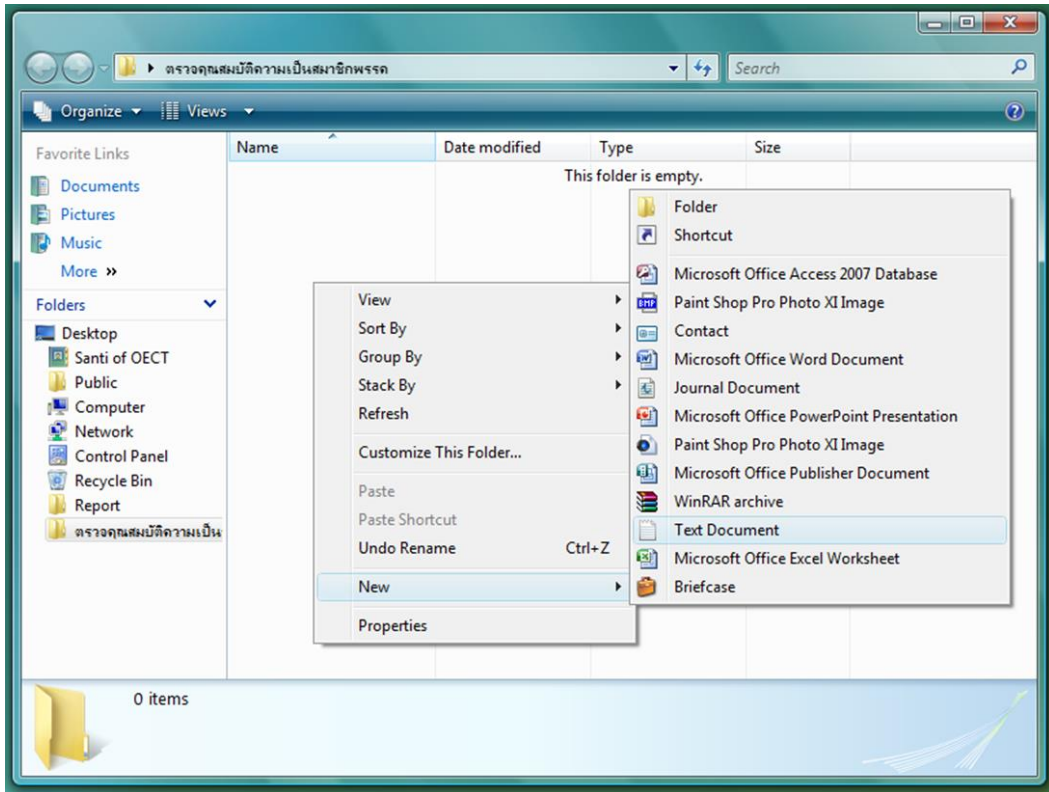 ตรวจคุณสมบัติความเป็นสมาชิกพรรค
Search
Organize
Views
Favorite Links
Documents
Pictures
Music
More »
Folders
Desktop
Santi of OECT
Public
Computer
Network
Control Panel
Recycle Bin
Report
ตรวจคุณสมบัติความเป็น
Name Date modified Type Size
This folder is empty.
View
Sort By
Group By
Stack By
Refresh
Customize This Folder...
Paste
Paste Shortcut
Undo Rename Ctrl+Z
New
Properties
Folder
Shortcut
Microsoft Office Access 2007 Database
Paint Shop Pro Photo XI Image
Contact
Microsoft Office Word Document
Journal Document
Microsoft Office PowerPoint Presentation
Paint Shop Pro Photo XI Image
Microsoft Office Publisher Document
WinRAR archive
Text Document
Microsoft Office Excel Worksheet
Briefcase
0 items